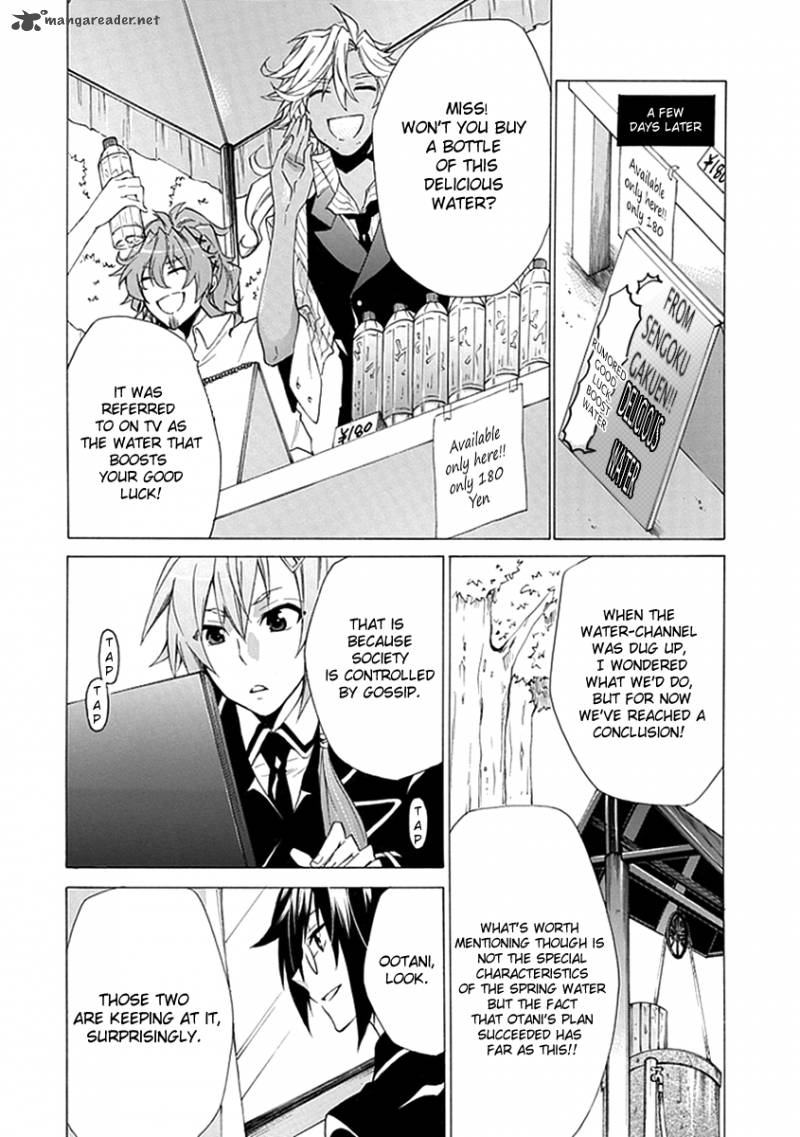 mangareader.net
A FEW
DAYS LATER
¥180
Available
only here!!
only 180
FROM
SENGOKU
GAKUEN!!
DELICIOUS
WATER
RUMORED
GOOD
LUCK
BOOST
WATER
MISS!
WON'T YOU BUY
A BOTTLE
OF THIS
DELICIOUS
WATER?
IT WAS
REFERRED
TO ON TV AS
THE WATER THAT
BOOSTS
YOUR GOOD
LUCK!
¥180
Available
only here!!
only 180
Yen
WHEN THE
WATER-CHANNEL
WAS DUG UP,
I WONDERED
WHAT WE'D DO,
BUT FOR NOW
WE'VE REACHED A
CONCLUSION!
WHAT'S WORTH
MENTIONING THOUGH IS
NOT THE SPECIAL
CHARACTERISTICS
OF THE SPRING WATER
BUT THE FACT
THAT OTANI'S PLAN
SUCCEEDED HAS
FAR AS THIS!!
THAT IS
BECAUSE
SOCIETY
IS CONTROLLED
BY GOSSIP.
TAP
TAP
TAP
TAP
OOTANI,
LOOK.
THOSE TWO
ARE KEEPING AT IT,
SURPRISINGLY.